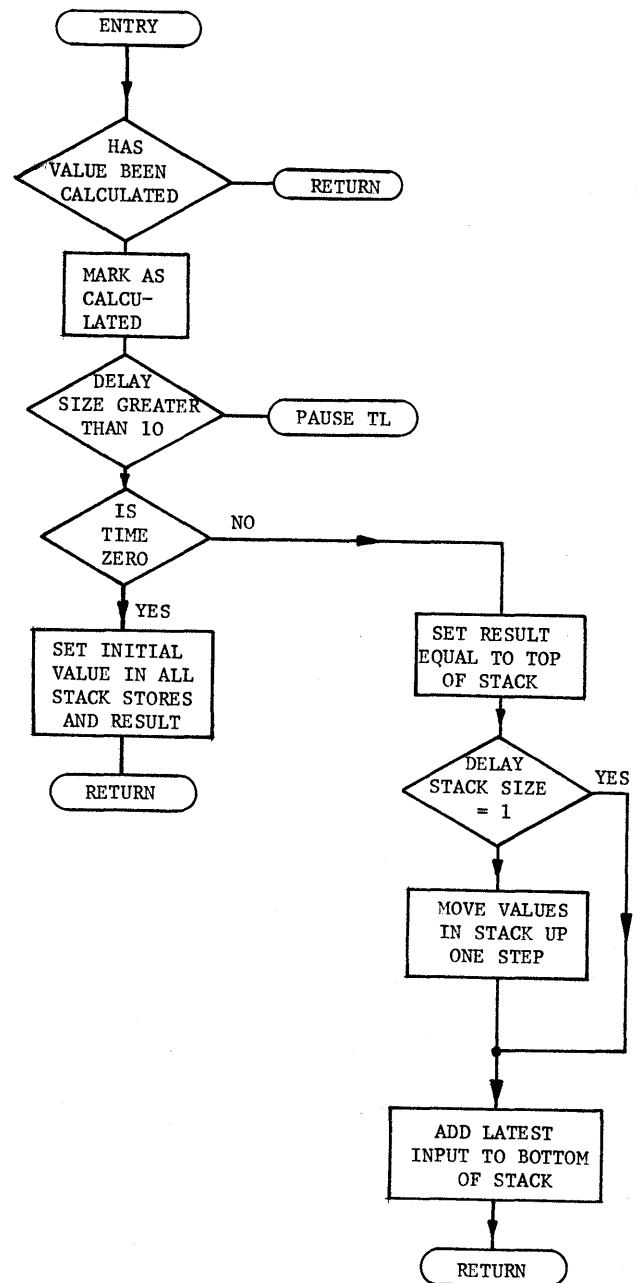 ENTRY
HAS
VALUE BEEN
CALCULATED
RETURN
MARK AS
CALCU-
LATED
DELAY
SIZE GREATER
THAN 10
PAUSE TL
IS
TIME
ZERO
NO
YES
SET INITIAL
VALUE IN ALL
STACK STORES
AND RESULT
RETURN
SET RESULT
EQUAL TO TOP
OF STACK
DELAY
STACK SIZE
= 1
YES
MOVE VALUES
IN STACK UP
ONE STEP
ADD LATEST
INPUT TO BOTTOM
OF STACK
RETURN